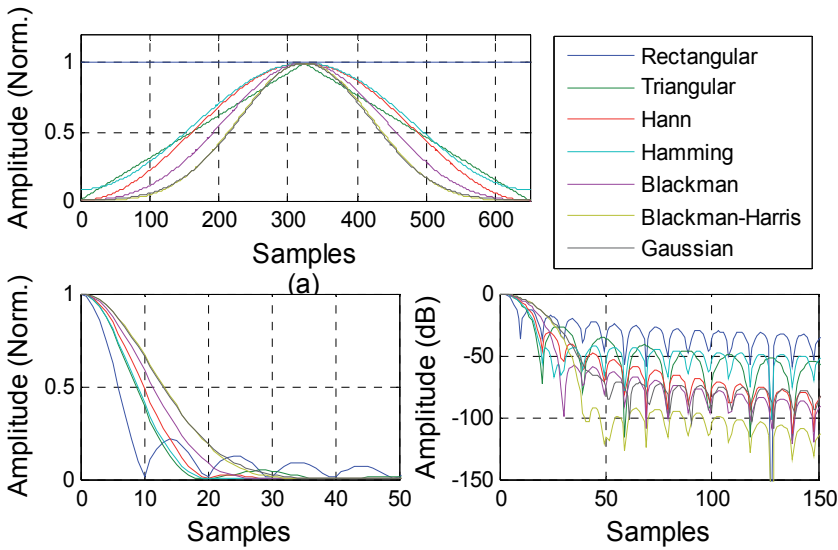 Amplitude (Norm.)
1
0.5
0
0 100 200 300 400 500 600
Samples
(a)
Rectangular
Triangular
Hann
Hamming
Blackman
Blackman-Harris
Gaussian
Amplitude (Norm.)
1
0.5
0
0 10 20 30 40 50
Samples
Amplitude (dB)
0
-50
-100
-150
0 50 100 150
Samples